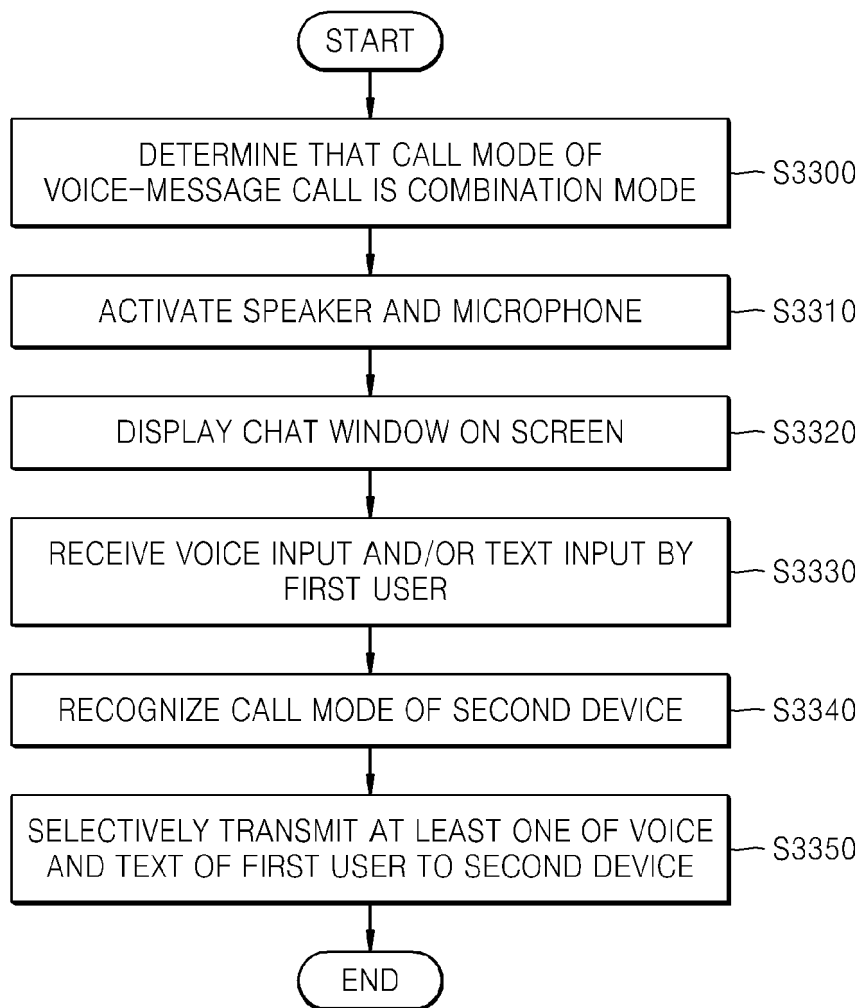 START
DETERMINE THAT CALL MODE OF
VOICE-MESSAGE CALL IS COMBINATION MODE
S3300
ACTIVATE SPEAKER AND MICROPHONE
S3310
DISPLAY CHAT WINDOW ON SCREEN
S3320
RECEIVE VOICE INPUT AND/OR TEXT INPUT BY
FIRST USER
S3330
RECOGNIZE CALL MODE OF SECOND DEVICE
S3340
SELECTIVELY TRANSMIT AT LEAST ONE OF VOICE
AND TEXT OF FIRST USER TO SECOND DEVICE
S3350
END